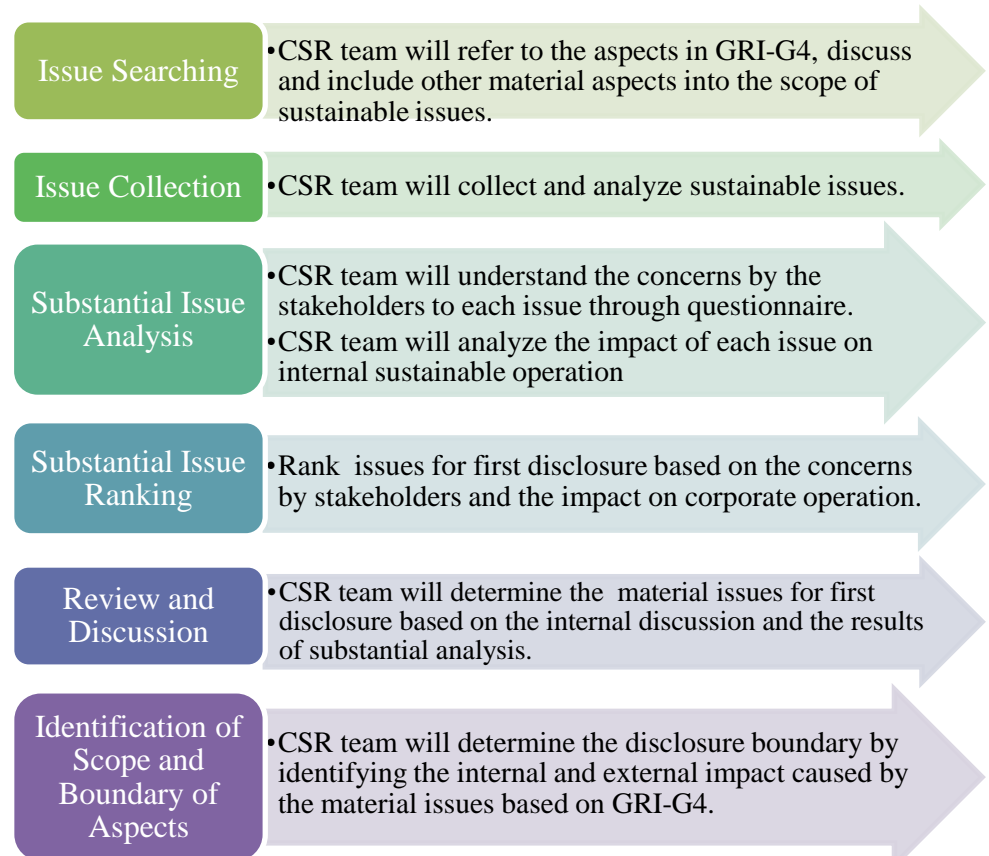 Issue Searching
•CSR team will refer to the aspects in GRI-G4, discuss
and include other material aspects into the scope of
sustainable issues.
Issue Collection
•CSR team will collect and analyze sustainable issues.
Substantial Issue
Analysis
•CSR team will understand the concerns by the
stakeholders to each issue through questionnaire.
•CSR team will analyze the impact of each issue on
internal sustainable operation
Substantial Issue
Ranking
•Rank  issues for first disclosure based on the concerns
by stakeholders and the impact on corporate operation.
Review and
Discussion
•CSR team will determine the  material issues for first
disclosure based on the internal discussion and the results
of substantial analysis.
Identification of
Scope and
Boundary of
Aspects
•CSR team will determine the disclosure boundary by
identifying the internal and external impact caused by
the material issues based on GRI-G4.